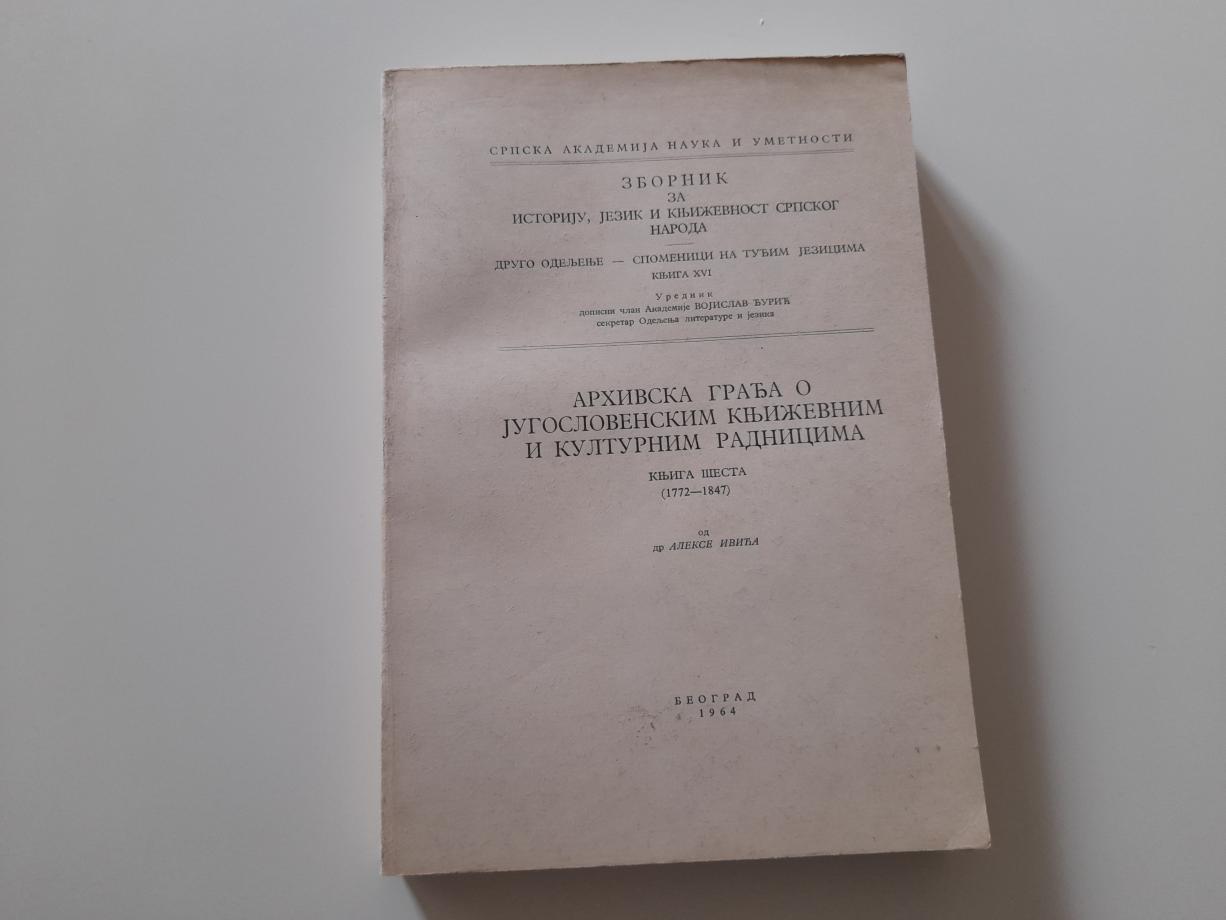 СРПСКА АКАДЕМИЈА НАУКА И УМЕТНОСТИ
ЗБОРНИК
ЗА
ИСТОРИЈУ, ЈЕЗИК И КЊИЖЕВНОСТ СРПСКОГ
НАРОДА
ДРУГО ОДЕЉЕЊЕ — СПОМЕНИЦИ НА ТУЂИМ ЈЕЗИЦИМА
КЊИГА XVI
Уредник
дописни члан Академије ВОЈИСЛАВ ЂУРИЋ
секретар Одељења литературе и језика
АРХИВСКА ГРАЂА О
ЈУГОСЛОВЕНСКИМ КЊИЖЕВНИМ
И КУЛТУРНИМ РАДНИЦИМА
КЊИГА ШЕСТА
(1772—1847)
од
др АЛЕКСЕ ИВИЋА
БЕОГРАД
1964